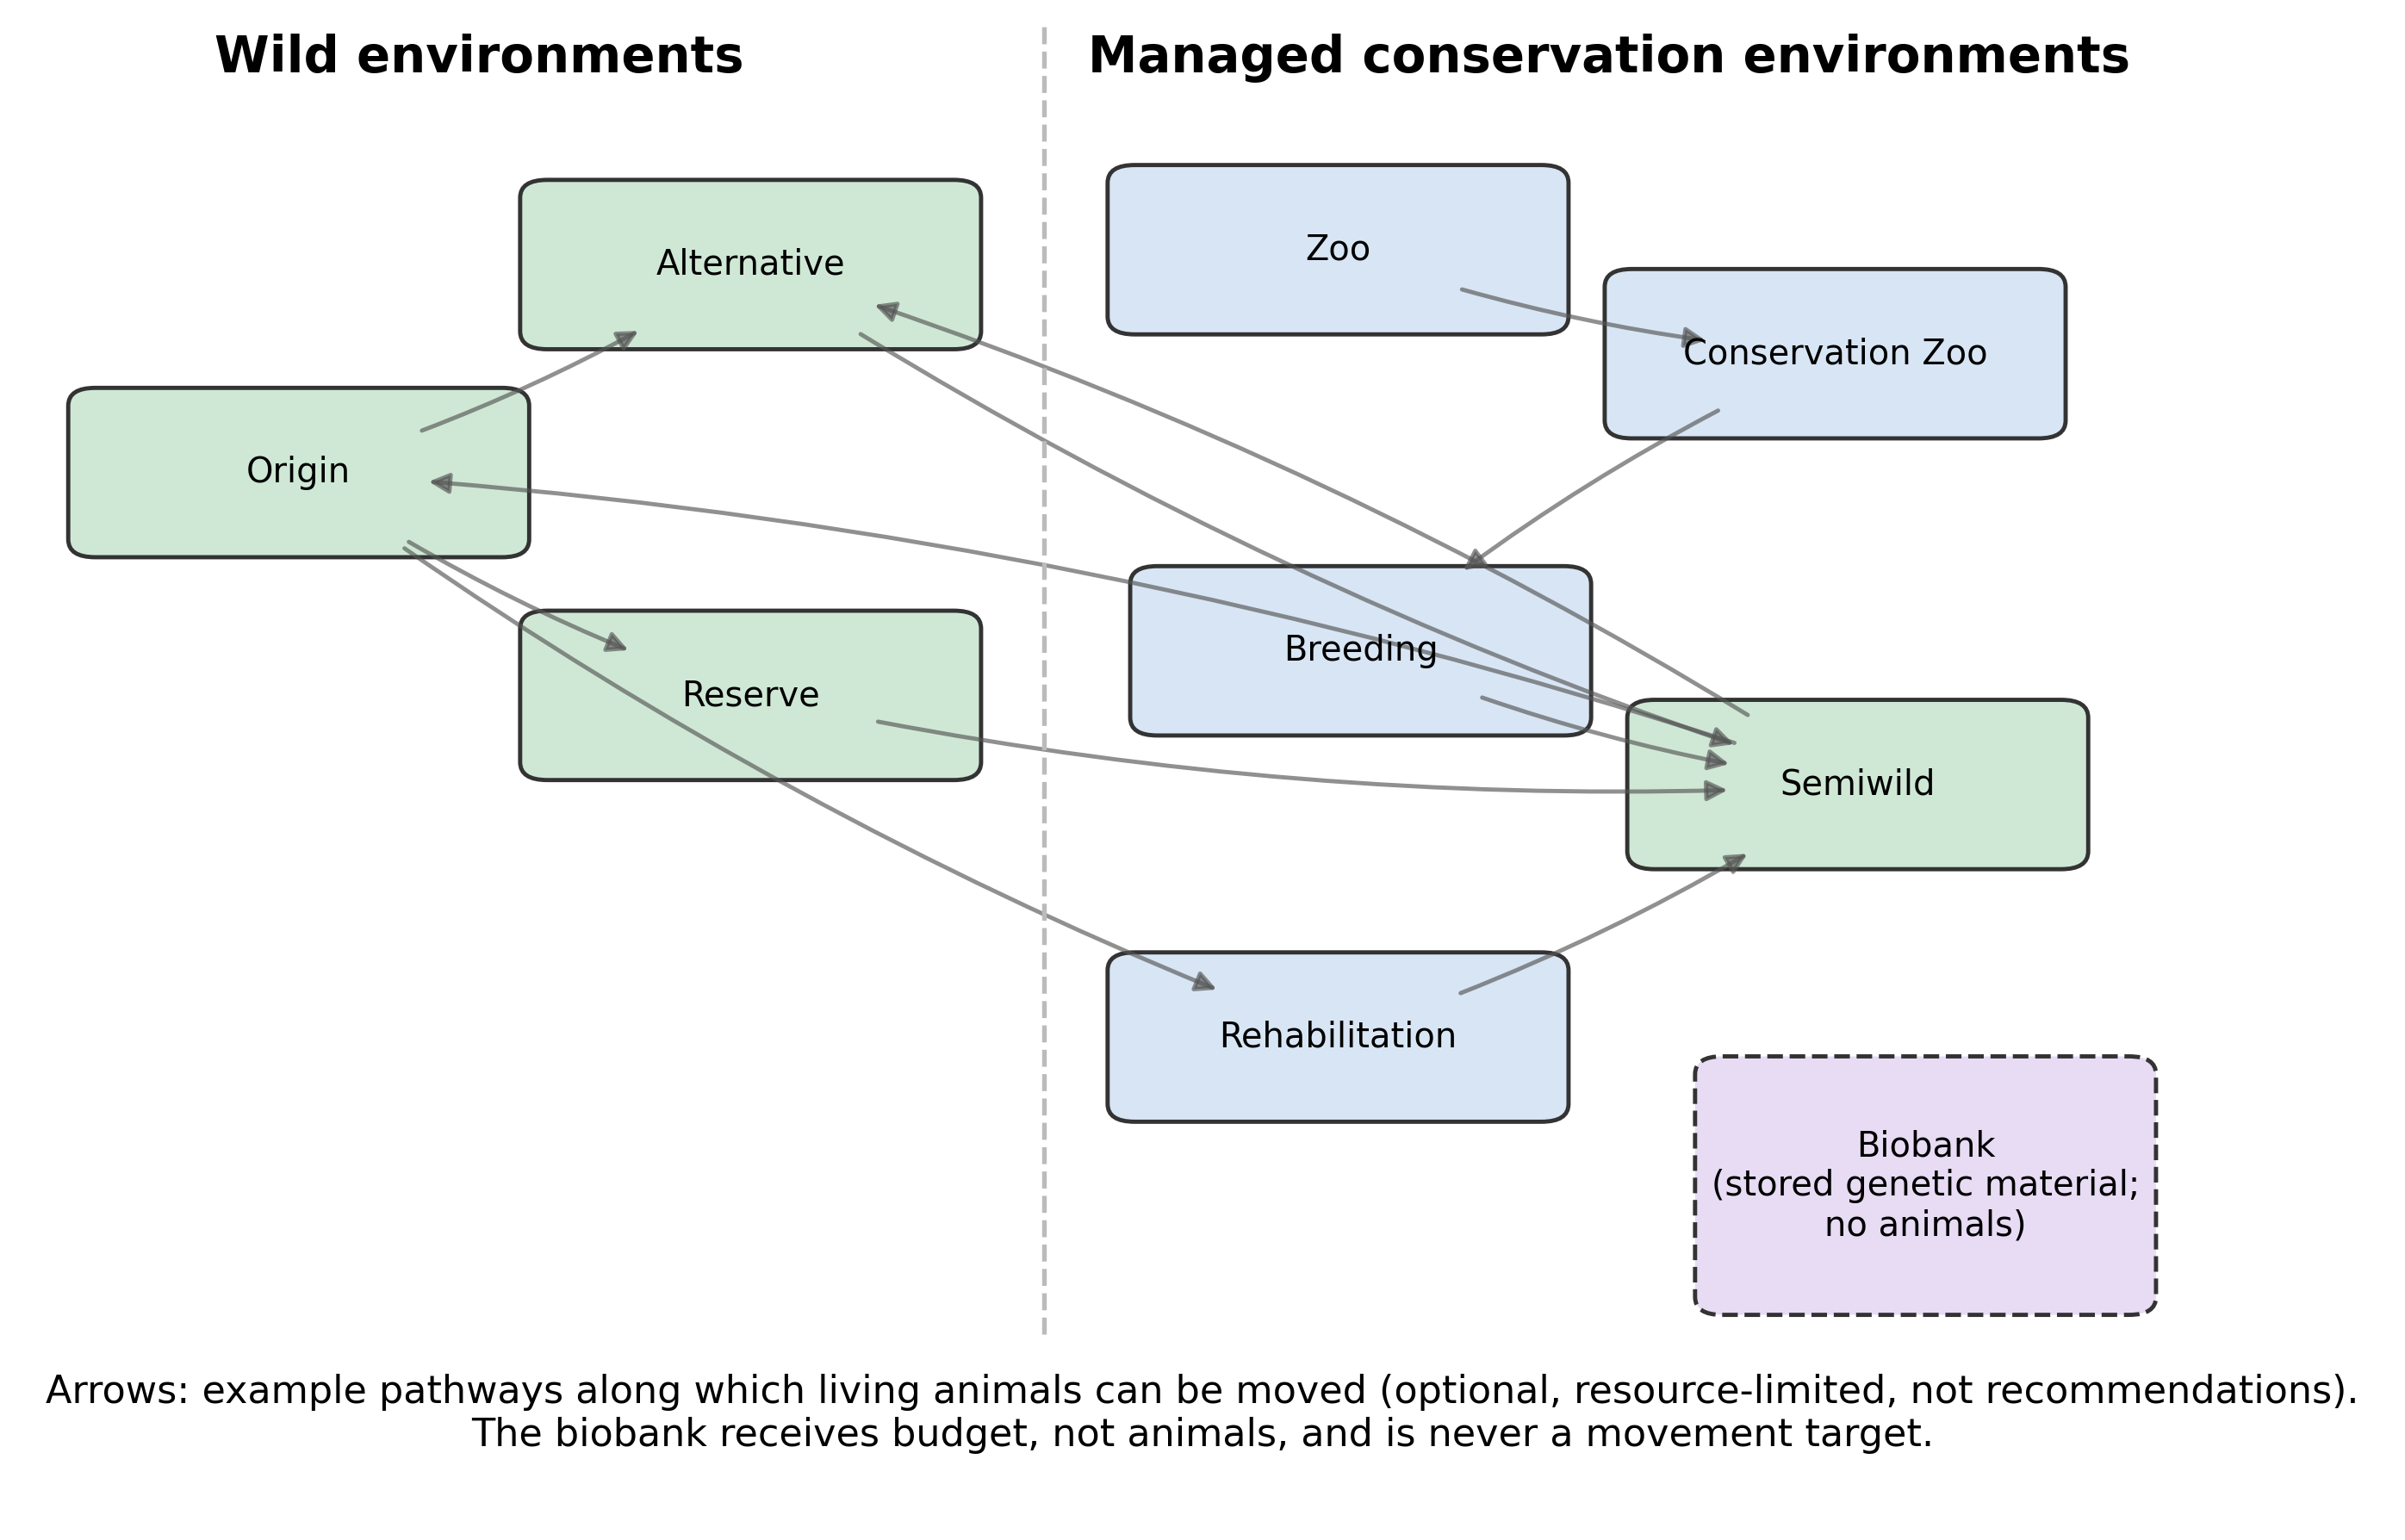 Wild environments
Managed conservation environments
Alternative
Zoo
Conservation Zoo
Origin
Breeding
Reserve
Semiwild
Rehabilitation
Biobank
(stored genetic material;
no animals)
Arrows: example pathways along which living animals can be moved (optional, resource-limited, not recommendations).
The biobank receives budget, not animals, and is never a movement target.